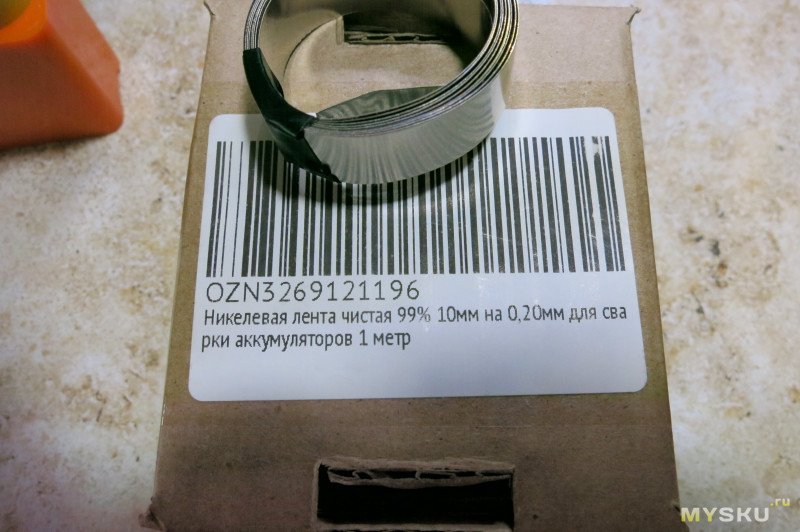 OZN3269121196
Никелевая лента чистая 99% 10мм на 0,20мм для сва
рки аккумуляторов 1 метр
MYSKU.ru